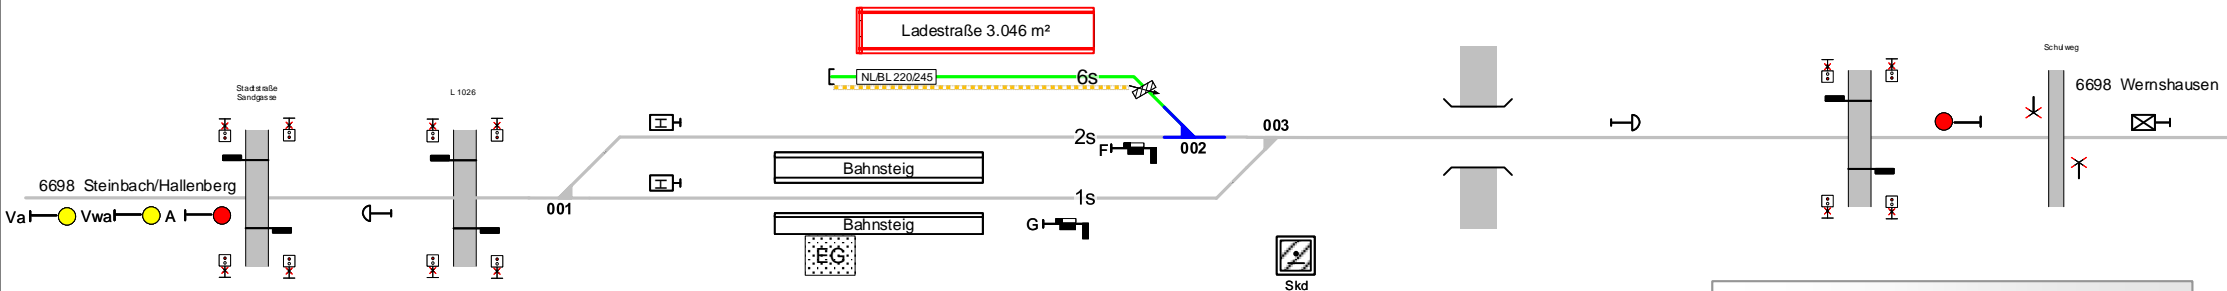 Ladestraße 3.046 m²
Schulweg
NL/BL 220/245
6s
6698 Wernshausen
Stadtstraße
Sandgasse
L 1026
003
2s
F
002
Bahnsteig
6698 Steinbach/Hallenberg
1s
001
Va
Vwa
A
Bahnsteig
G
EG
Skd